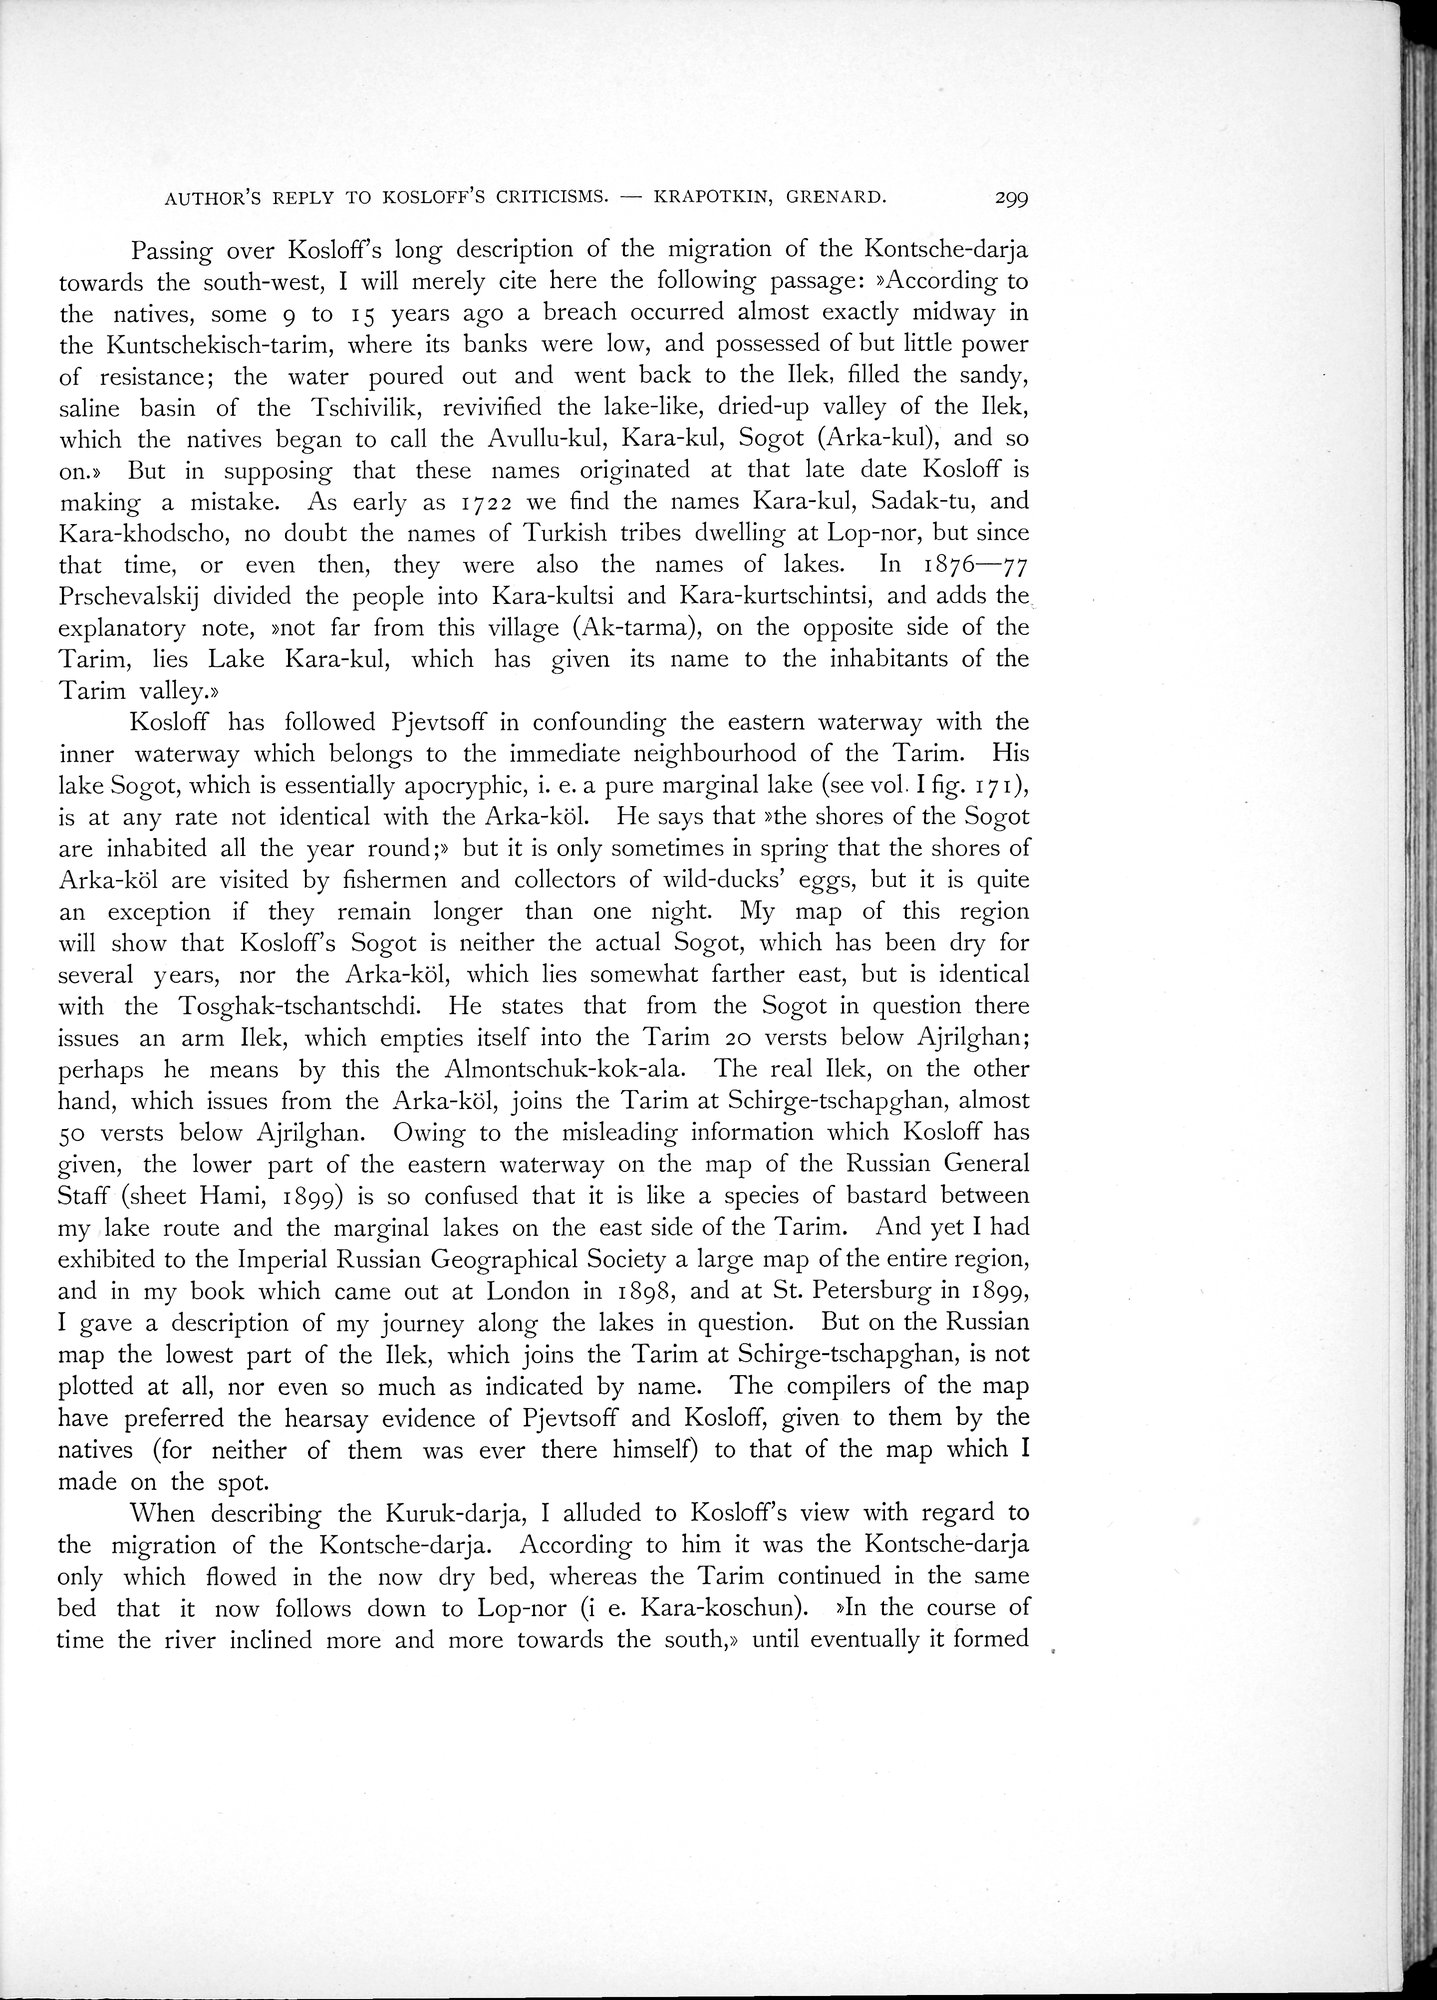 AUTHOR'S REPLY TO KOSLOFF'S CRITICISMS. — KRAPOTKIN, GRENARD. 299
Passing over Kosloff's long description of the migration of the Kontsche-darja
towards the south-west, I will merely cite here the following passage: »According to
the natives, some 9 to 15 years ago a breach occurred almost exactly midway in
the Kuntschekisch-tarim, where its banks were low, and possessed of but little power
of resistance; the water poured out and went back to the Ilek, filled the sandy,
saline basin of the Tschivilik, revivified the lake-like, dried-up valley of the Ilek,
which the natives began to call the Avullu-kul, Kara-kul, Sogot (Arka-kul), and so
on.» But in supposing that these names originated at that late date Kosloff is
making a mistake. As early as 1722 we find the names Kara-kul, Sadak-tu, and
Kara-khodscho, no doubt the names of Turkish tribes dwelling at Lop-nor, but since
that time, or even then, they were also the names of lakes. In 1876—77
Prschevalskij divided the people into Kara-kultsi and Kara-kurtschintsi, and adds the
explanatory note, »not far from this village (Ak-tarma), on the opposite side of the
Tarim, lies Lake Kara-kul, which has given its name to the inhabitants of the
Tarim valley.»
Kosloff has followed Pjevtsoff in confounding the eastern waterway with the
inner waterway which belongs to the immediate neighbourhood of the Tarim. His
lake Sogot, which is essentially apocryphic, i. e. a pure marginal lake (see vol. I fig. 171),
is at any rate not identical with the Arka-köl. He says that »the shores of the Sogot
are inhabited all the year round;» but it is only sometimes in spring that the shores of
Arka-köl are visited by fishermen and collectors of wild-ducks' eggs, but it is quite
an exception if they remain longer than one night. My map of this region
will show that Kosloff's Sogot is neither the actual Sogot, which has been dry for
several years, nor the Arka-köl, which lies somewhat farther east, but is identical
with the Tosghak-tschantschdi. He states that from the Sogot in question there
issues an arm Ilek, which empties itself into the Tarim 20 versts below Ajrilghan;
perhaps he means by this the Almontschuk-kok-ala. The real Ilek, on the other
hand, which issues from the Arka-köl, joins the Tarim at Schirge-tschapghan, almost
50 versts below Ajrilghan. Owing to the misleading information which Kosloff has
given, the lower part of the eastern waterway on the map of the Russian General
Staff (sheet Hami, 1899) is so confused that it is like a species of bastard between
my lake route and the marginal lakes on the east side of the Tarim. And yet I had
exhibited to the Imperial Russian Geographical Society a large map of the entire region,
and in my book which came out at London in 1898, and at St. Petersburg in 1899,
I gave a description of my journey along the lakes in question. But on the Russian
map the lowest part of the Ilek, which joins the Tarim at Schirge-tschapghan, is not
plotted at all, nor even so much as indicated by name. The compilers of the map
have preferred the hearsay evidence of Pjevtsoff and Kosloff, given to them by the
natives (for neither of them was ever there himself) to that of the map which I
made on the spot.
When describing the Kuruk-darja, I alluded to Kosloff's view with regard to
the migration of the Kontsche-darja. According to him it was the Kontsche-darja
only which flowed in the now dry bed, whereas the Tarim continued in the same
bed that it now follows down to Lop-nor (i e. Kara-koschun). »In the course of
time the river inclined more and more towards the south,» until eventually it formed